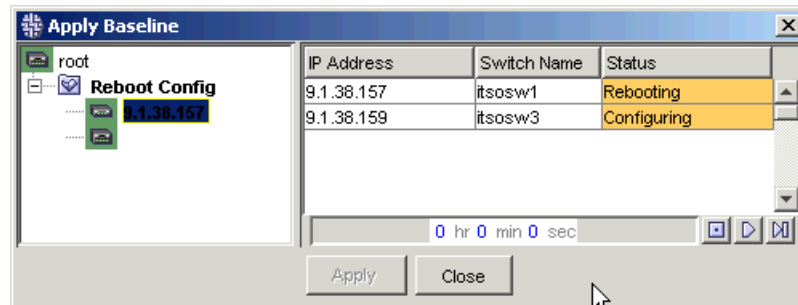 Apply Baseline
root
Reboot Config
9.1.38.157
IP Address Switch Name Status
9.1.38.157 itsosw1 Rebooting
9.1.38.159 itsosw3 Configuring
0 hr 0 min 0 sec
Apply Close